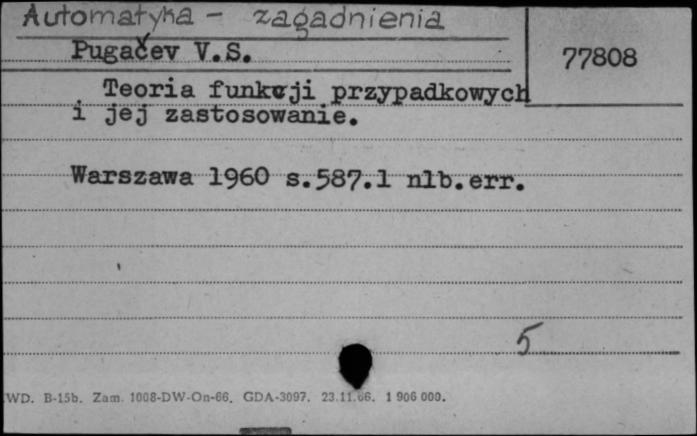 Automatyka - zagadnienia
Pugačev V.S.
77808
Teoria funkcji przypadkowych
i jej zastosowanie.
Warszawa 1960 s.587.1 nlb.err.
5
WD. B-15b. Zam. 1008-DW-On-66. GDA-3097. 23.11.66. 1 906 000.